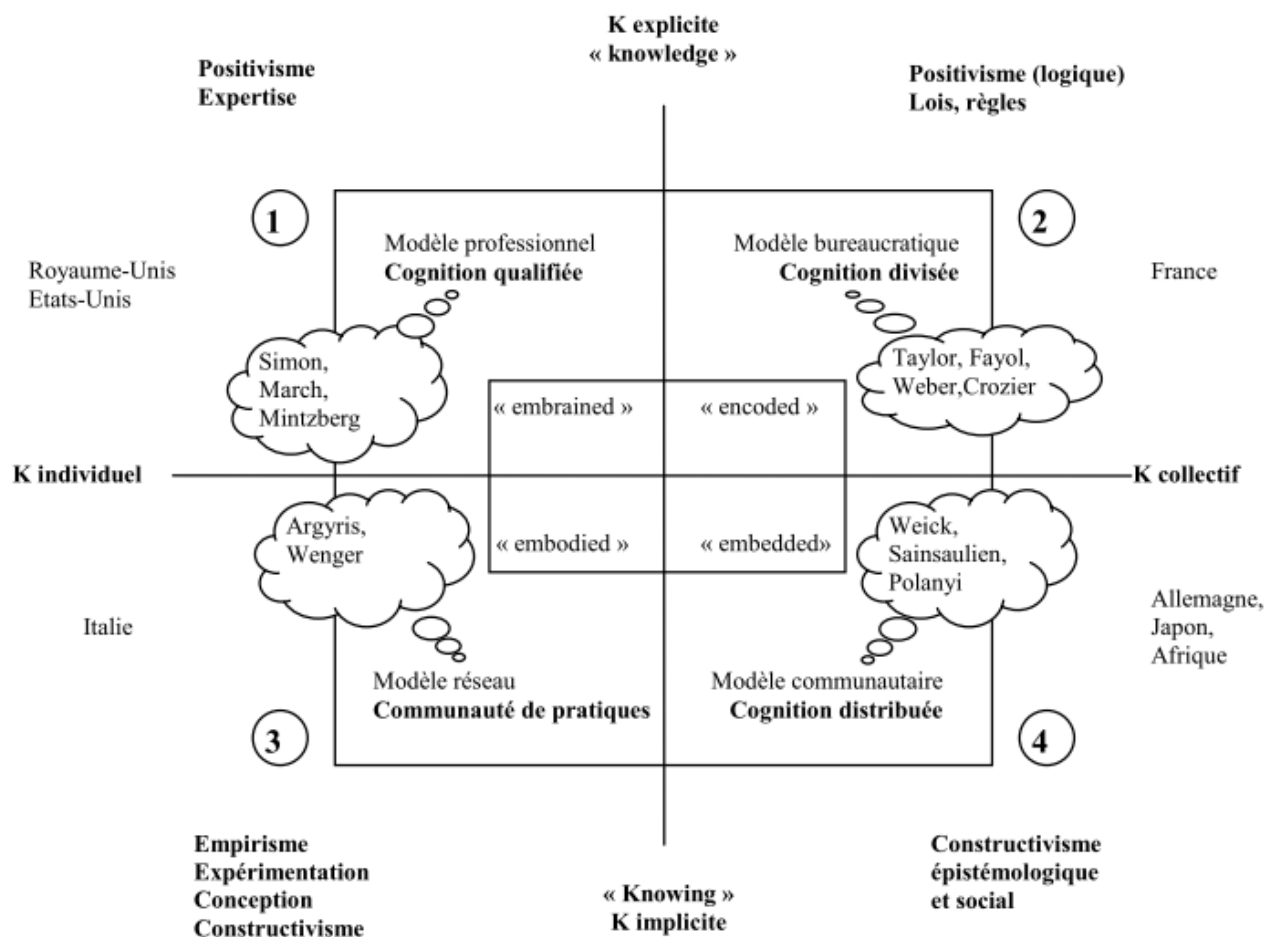 K explicite
« knowledge »
Positivisme
Expertise
Positivisme (logique)
Lois, règles
1
2
Modèle professionnel
Cognition qualifiée
Modèle bureaucratique
Cognition divisée
Royaume-Unis
Etats-Unis
France
Simon,
March,
Mintzberg
Taylor, Fayol,
Weber,Crozier
« embrained »
« encoded »
K individuel
K collectif
Argyris,
Wenger
« embodied »
« embedded»
Weick,
Sainsaulien,
Polanyi
Italie
Allemagne,
Japon,
Afrique
Modèle réseau
Communauté de pratiques
Modèle communautaire
Cognition distribuée
3
4
Empirisme
Expérimentation
Conception
Constructivisme
« Knowing »
K implicite
Constructivisme
épistémologique
et social